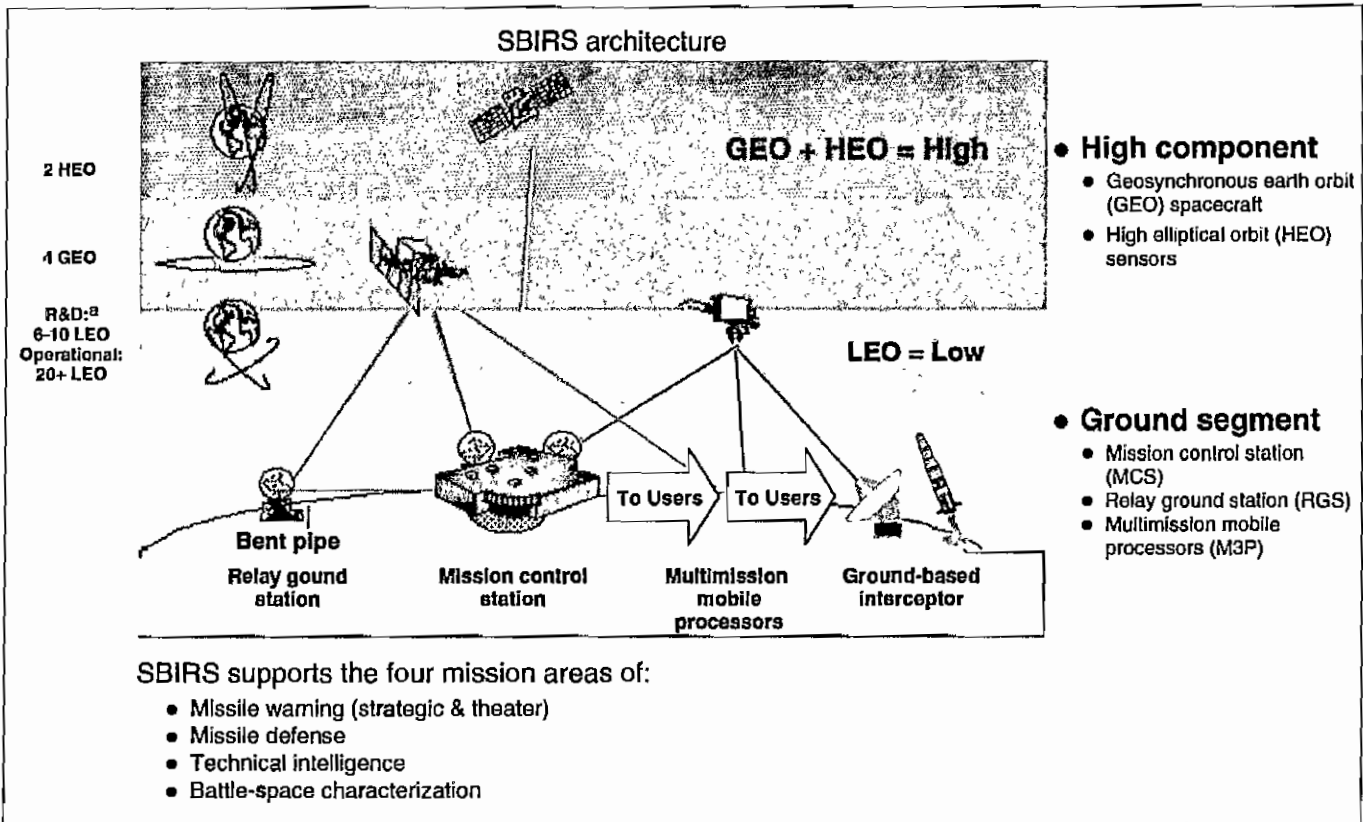 SBIRS architecture
2 HEO
GEO + HEO = High
4 GEO
R&D:a
6-10 LEO
Operational:
20+ LEO
LEO = Low
To Users
To Users
Bent pipe
Relay gound
station
Mission control
station
Multimission
mobile
processors
Ground-based
interceptor
• High component
• Geosynchronous earth orbit
(GEO) spacecraft
• High elliptical orbit (HEO)
sensors
• Ground segment
• Mission control station
(MCS)
• Relay ground station (RGS)
• Multimission mobile
processors (M3P)
SBIRS supports the four mission areas of:
• Missile warning (strategic & theater)
• Missile defense
• Technical intelligence
• Battle-space characterization